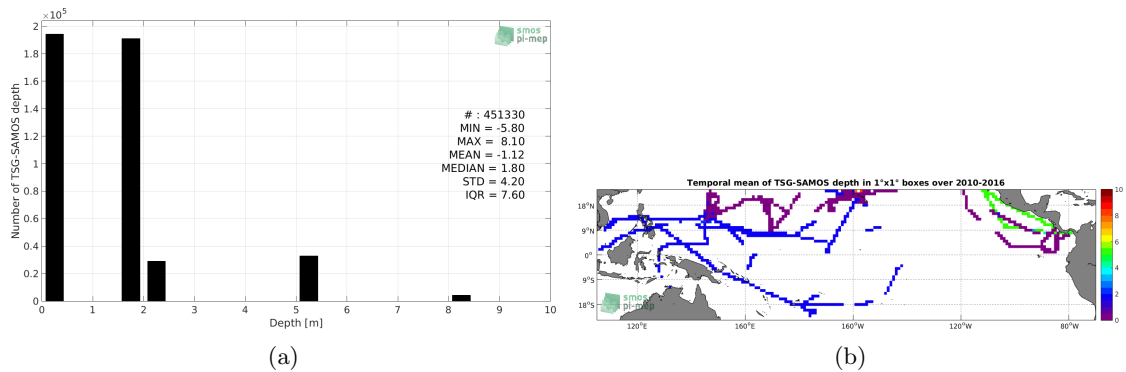 ×10⁵
2
1.8
1.6
1.4
1.2
1
0.8
0.6
0.4
0.2
0
Number of TSG-SAMOS depth
smos
pi-mep
# : 451330
MIN = -5.80
MAX = 8.10
MEAN = -1.12
MEDIAN = 1.80
STD = 4.20
IQR = 7.60
0 1 2 3 4 5 6 7 8 9 10
Depth [m]
(a)
Temporal mean of TSG-SAMOS depth in 1°x1° boxes over 2010-2016
18°N
9°N
0°
9°S
18°S
smos
pi-mep
120°E 160°E 160°W 120°W 80°W
10
8
6
4
2
0
(b)